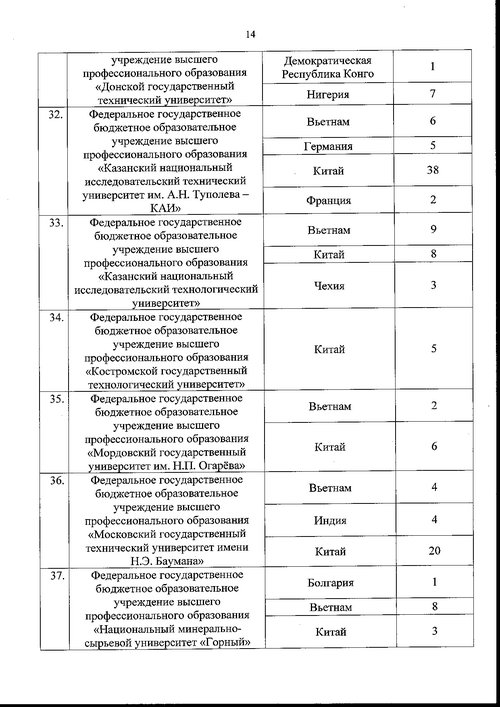 14
учреждение высшего
профессионального образования
«Донской государственный
технический университет»
Демократическая
Республика Конго
1
Нигерия
7
32.
Федеральное государственное
бюджетное образовательное
учреждение высшего
профессионального образования
«Казанский национальный
исследовательский технический
университет им. А.Н. Туполева –
КАИ»
Вьетнам
6
Германия
5
Китай
38
Франция
2
33.
Федеральное государственное
бюджетное образовательное
учреждение высшего
профессионального образования
«Казанский национальный
исследовательский технологический
университет»
Вьетнам
9
Китай
8
Чехия
3
34.
Федеральное государственное
бюджетное образовательное
учреждение высшего
профессионального образования
«Костромской государственный
технологический университет»
Китай
5
35.
Федеральное государственное
бюджетное образовательное
учреждение высшего
профессионального образования
«Мордовский государственный
университет им. Н.П. Огарёва»
Вьетнам
2
Китай
6
36.
Федеральное государственное
бюджетное образовательное
учреждение высшего
профессионального образования
«Московский государственный
технический университет имени
Н.Э. Баумана»
Вьетнам
4
Индия
4
Китай
20
37.
Федеральное государственное
бюджетное образовательное
учреждение высшего
профессионального образования
«Национальный минерально-
сырьевой университет «Горный»
Болгария
1
Вьетнам
8
Китай
3